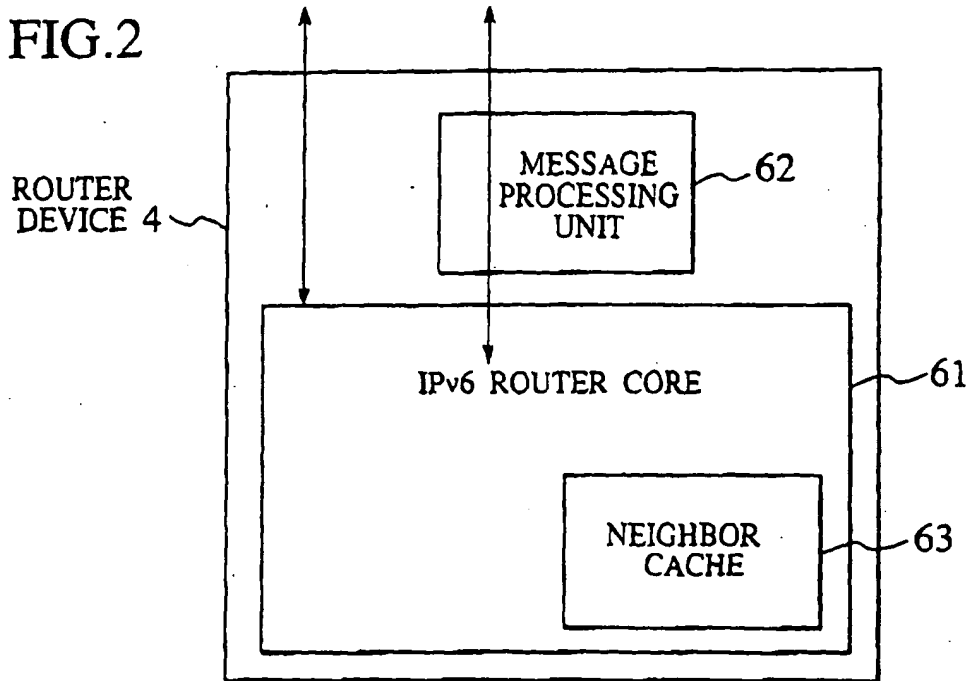 FIG.2
MESSAGE
PROCESSING
UNIT
62
ROUTER
DEVICE 4
IPv6 ROUTER CORE
61
NEIGHBOR
CACHE
63